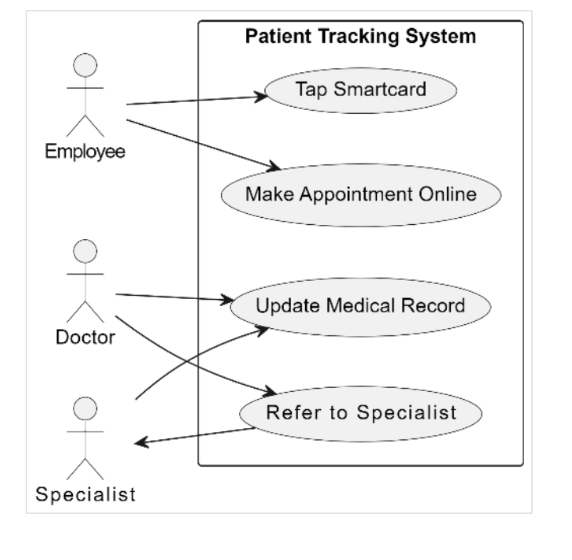 Patient Tracking System
Tap Smartcard
Employee
Make Appointment Online
Update Medical Record
Doctor
Refer to Specialist
Specialist